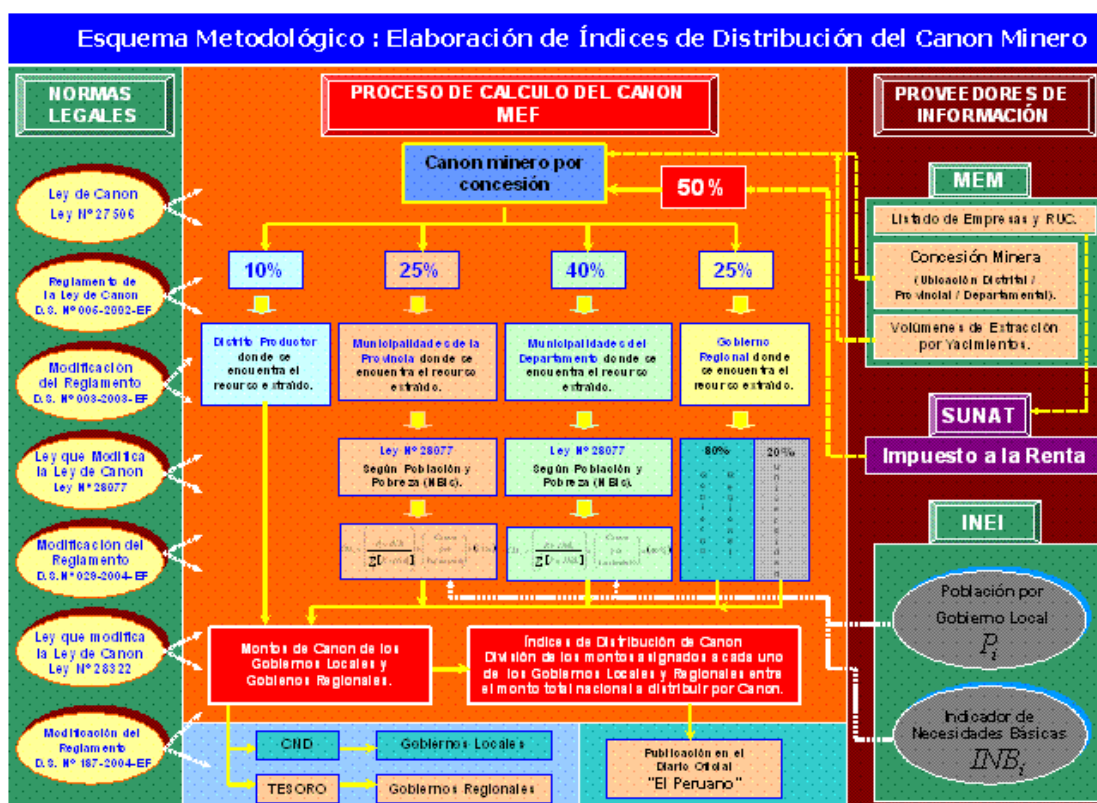 Esquema Metodológico : Elaboración de Índices de Distribución del Canon Minero
NORMAS
LEGALES
Ley de Canon
Ley Nº 27506
Reglamento de
la Ley de Canon
D.S. Nº 005-2002-EF
Modificación
del Reglamento
D.S. Nº 003-2003-EF
Ley que Modifica
la Ley de Canon
Ley Nº 28077
Modificación del
Reglamento
D.S. Nº 029-2004-EF
Ley que modifica
la Ley de Canon
Ley Nº 28322
Modificación del
Reglamento
D.S. Nº 187-2004-EF
PROCESO DE CALCULO DEL CANON
MEF
Canon minero por
concesión
50%
10%
25%
40%
25%
Distrito Productor
donde se
encuentra el
recurso extraído.
Municipalidades de la
Provincia donde se
encuentra el recurso
extraído.
Municipalidades del
Departamento donde se
encuentra el recurso
extraído.
Gobierno
Regional donde
se encuentra el
recurso extraído.
Ley Nº 28077
Según Población y
Pobreza (NBIs).
Ley Nº 28077
Según Población y
Pobreza (NBIs).
80%
20%
Montos de Canon de los
Gobiernos Locales y
Gobienos Regionales.
Índices de Distribución de Canon
División de los montos asignados a cada uno
de los Gobiernos Locales y Regionales entre
el monto total nacional a distribuir por Canon.
CND
Gobiernos Locales
TESORO
Gobiernos Regionales
Publicación en el
Diario Oficial
"El Peruano"
PROVEEDORES DE
INFORMACIÓN
MEM
Listado de Empresas y RUC.
Concesión Minera
(Ubicación Distrital /
Provincial / Departamental).
Volúmenes de Extracción
por Yacimientos.
SUNAT
Impuesto a la Renta
INEI
Población por
Gobierno Local
Pi
Indicador de
Necesidades Básicas
INBi